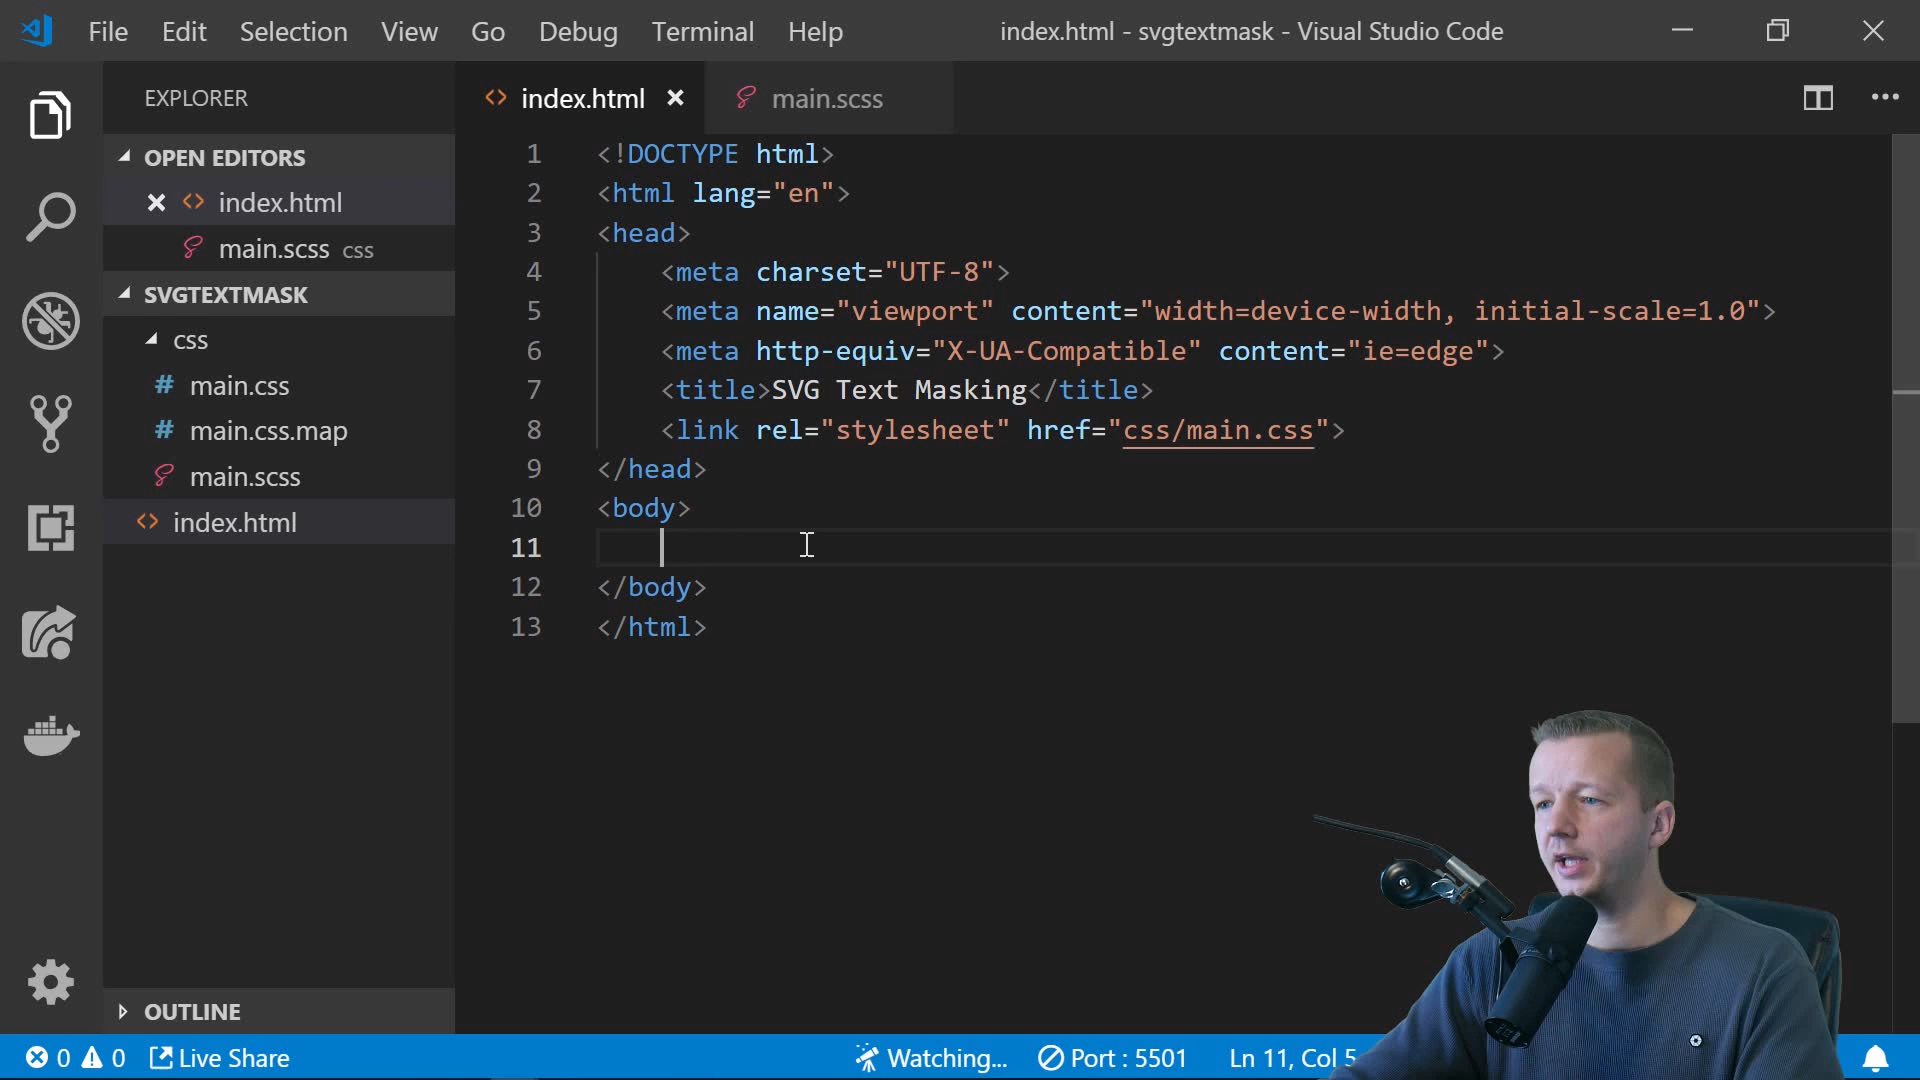 File Edit Selection View Go Debug Terminal Help
index.html - svgtextmask - Visual Studio Code
EXPLORER
OPEN EDITORS
index.html
main.scss css
SVGTEXTMASK
css
# main.css
# main.css.map
main.scss
index.html
OUTLINE
index.html
main.scss
1 <!DOCTYPE html>
2 <html lang="en">
3 <head>
4 <meta charset="UTF-8">
5 <meta name="viewport" content="width=device-width, initial-scale=1.0">
6 <meta http-equiv="X-UA-Compatible" content="ie=edge">
7 <title>SVG Text Masking</title>
8 <link rel="stylesheet" href="css/main.css">
9 </head>
10 <body>
11
12 </body>
13 </html>
0 0 Live Share
Watching... Port : 5501 Ln 11, Col 5